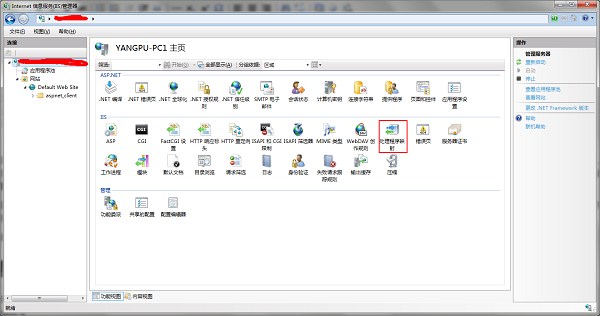 Internet 信息服务(IIS)管理器
文件(F) 视图(V) 帮助(H)
连接
应用程序池
网站
Default Web Site
aspnet_client
YANGPU-PC1 主页
筛选: 开始(G) 全部显示(A) 分组依据: 区域
ASP.NET
.NET 编译 .NET 错误页 .NET 全球化 .NET 授权规则 .NET 信任级别 SMTP 电子邮件 会话状态 计算机密钥 连接字符串 提供程序 页面和控件 应用程序设置
IIS
ASP CGI FastCGI 设置 HTTP 响应标头 HTTP 重定向 ISAPI 和 CGI 限制 ISAPI 筛选器 MIME 类型 WebDAV 创作规则 处理程序映射 错误页 服务器证书
工作进程 模块 默认文档 目录浏览 请求筛选 日志 身份验证 失败请求跟踪规则 输出缓存 压缩
管理
功能委派 共享的配置 配置编辑器
功能视图 内容视图
就绪
操作
管理服务器
重新启动
启动
停止
查看应用程序池
查看网站
更改 .NET Framework 版本
帮助
联机帮助